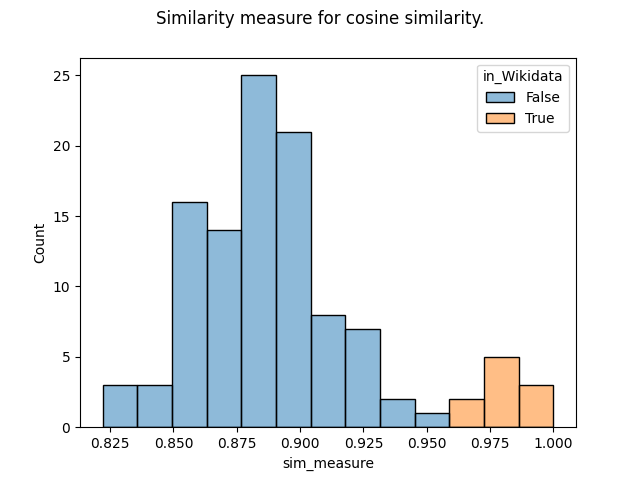 Similarity measure for cosine similarity.
in_Wikidata
False
True
25
20
15
10
5
0
Count
0.825 0.850 0.875 0.900 0.925 0.950 0.975 1.000
sim_measure